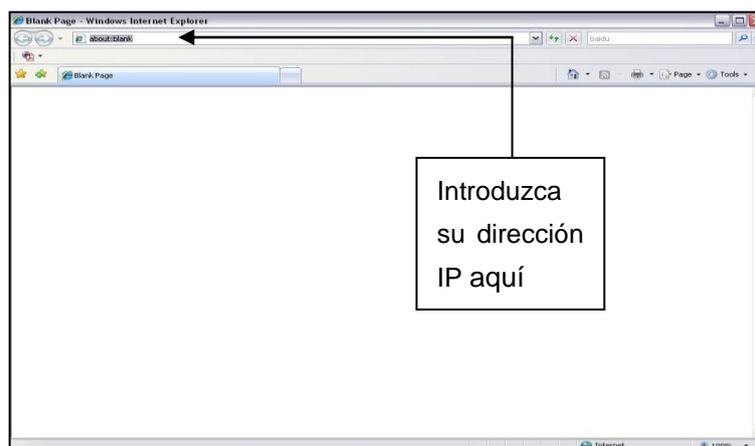 Blank Page - Windows Internet Explorer
about:blank
baidu
Blank Page
Page
Tools
Introduzca
su dirección
IP aquí
Internet
100%